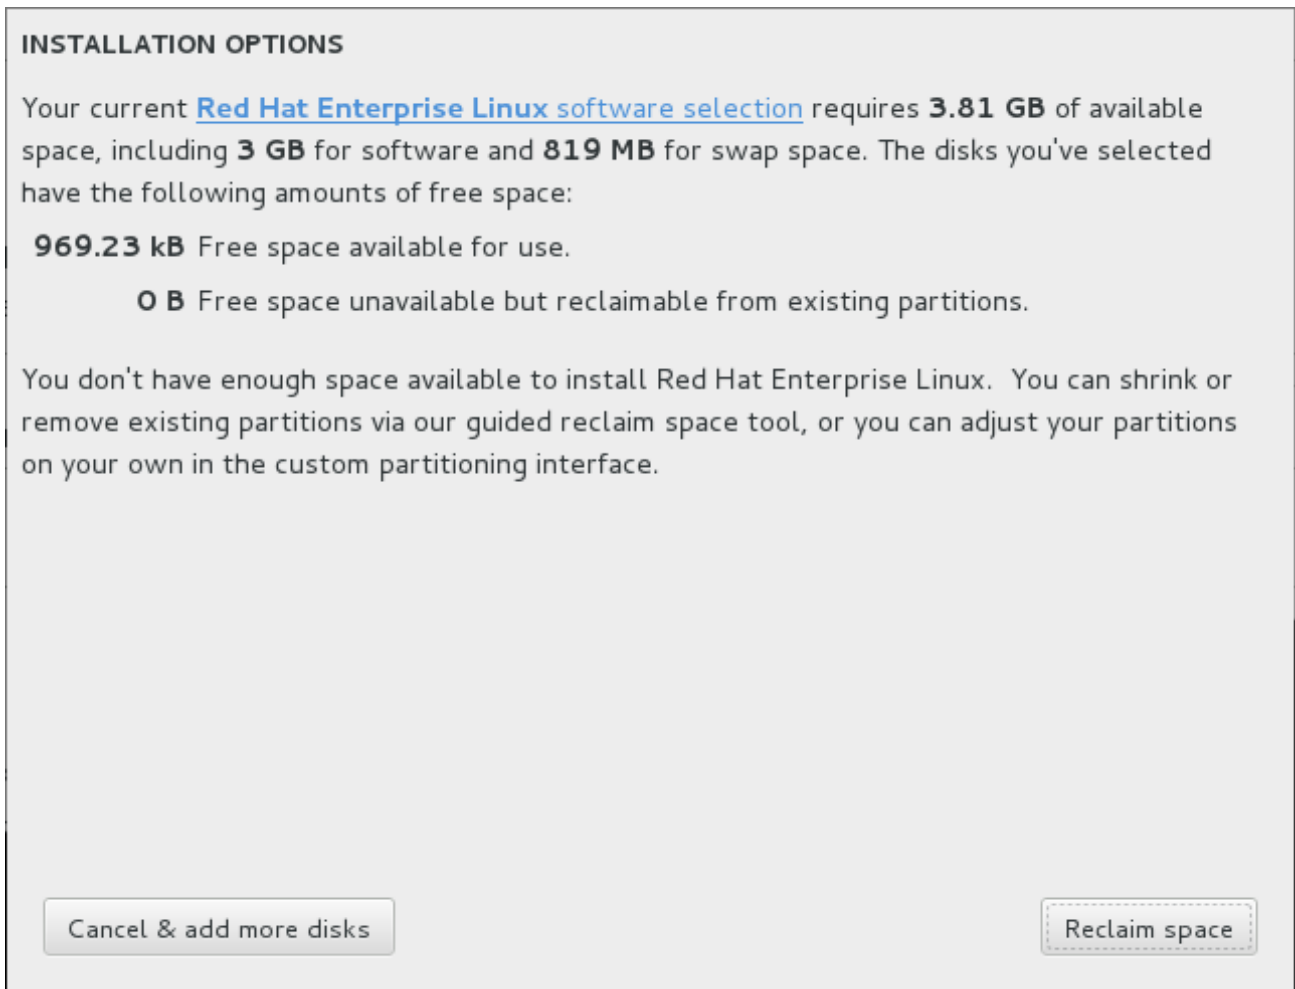 INSTALLATION OPTIONS
Your current Red Hat Enterprise Linux software selection requires 3.81 GB of available
space, including 3 GB for software and 819 MB for swap space. The disks you've selected
have the following amounts of free space:
969.23 kB Free space available for use.
0 B Free space unavailable but reclaimable from existing partitions.
You don't have enough space available to install Red Hat Enterprise Linux.  You can shrink or
remove existing partitions via our guided reclaim space tool, or you can adjust your partitions
on your own in the custom partitioning interface.
Cancel & add more disks
Reclaim space